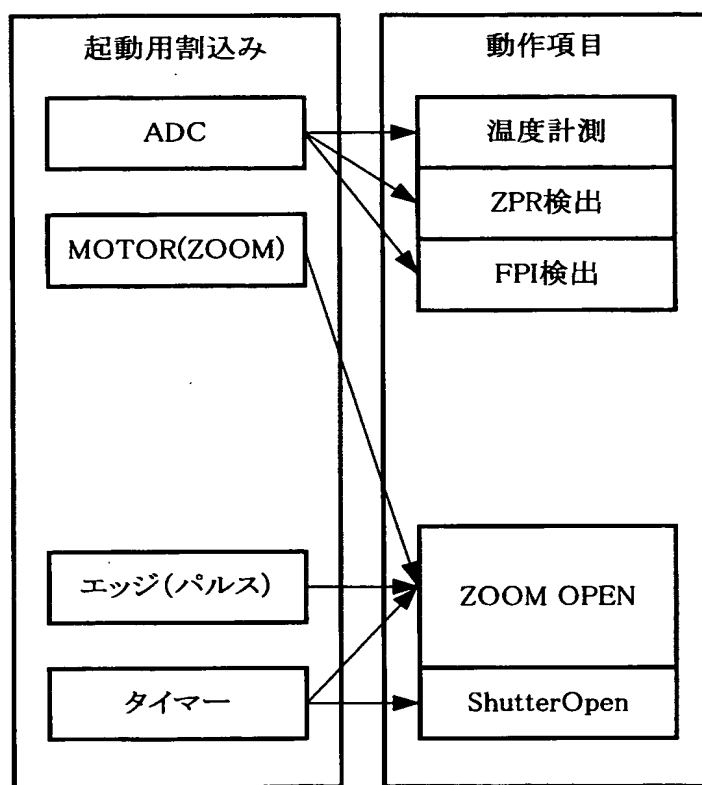 起動用割込み
ADC
MOTOR(ZOOM)
エッジ(パルス)
タイマー
動作項目
温度計測
ZPR検出
FPI検出
ZOOM OPEN
ShutterOpen